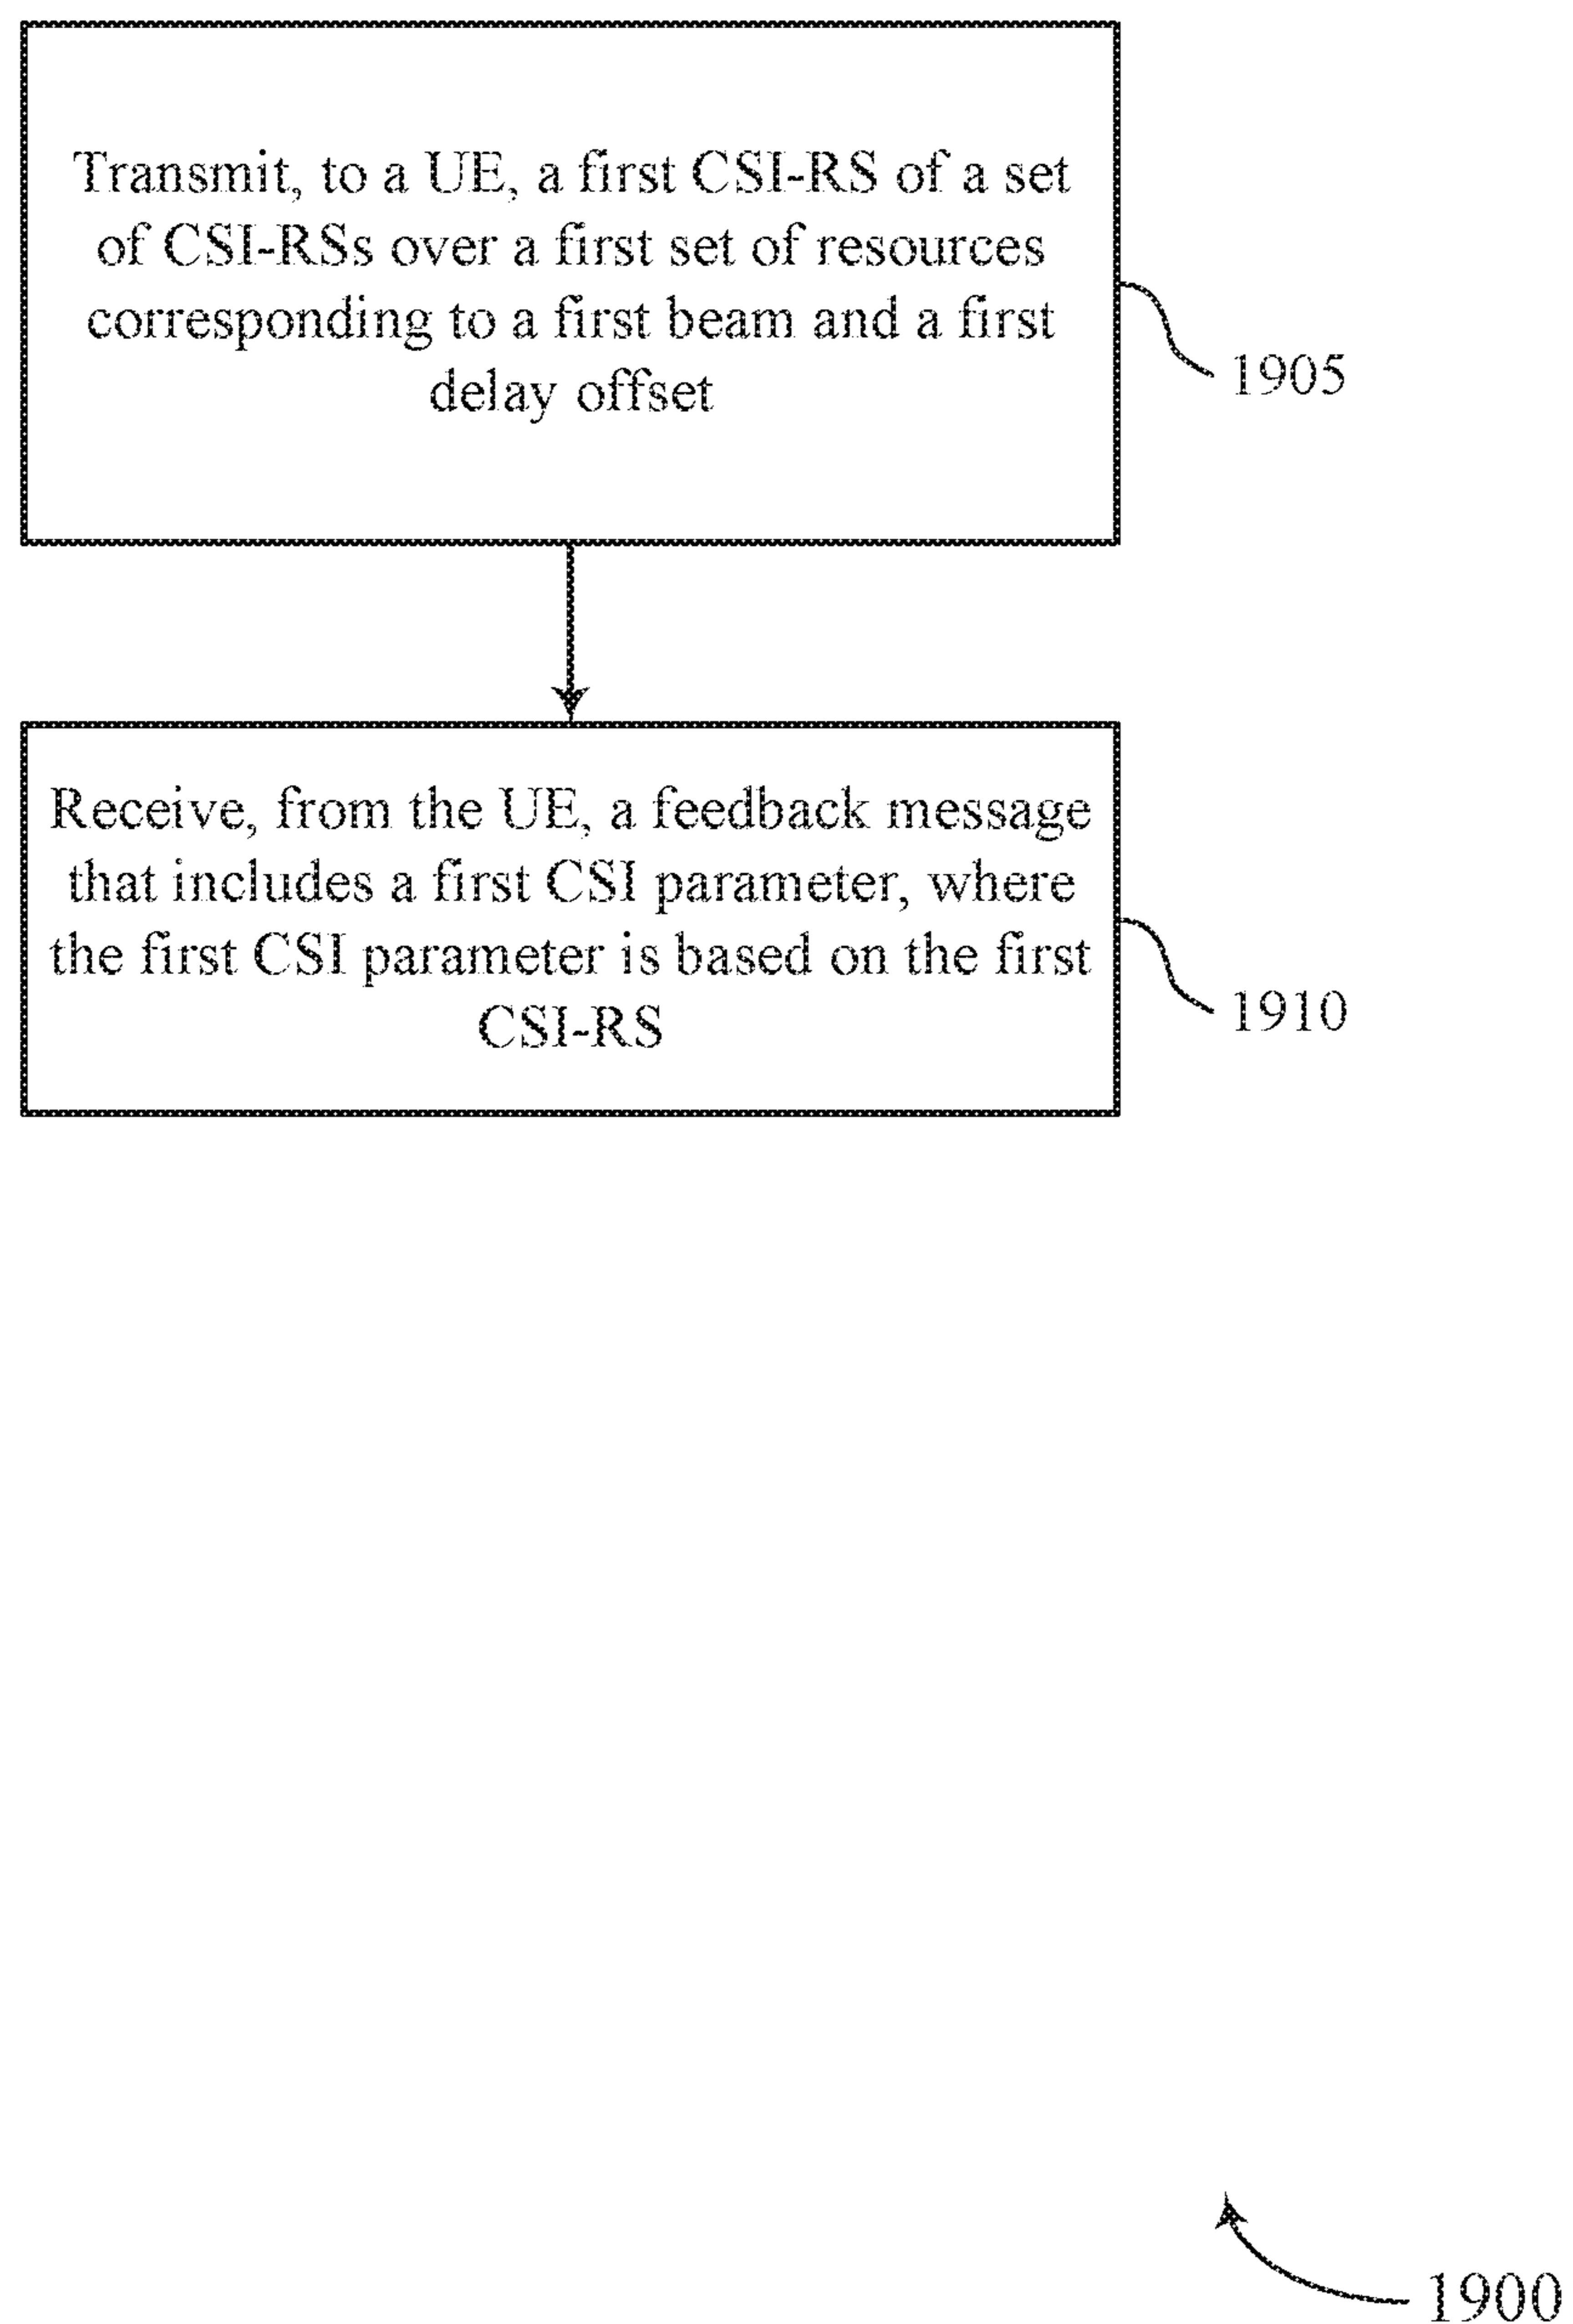 Transmit, to a UE, a first CSI-RS of a set
of CSI-RSs over a first set of resources
corresponding to a first beam and a first
delay offset
1905
Receive, from the UE, a feedback message
that includes a first CSI parameter, where
the first CSI parameter is based on the first
CSI-RS
1910
1900